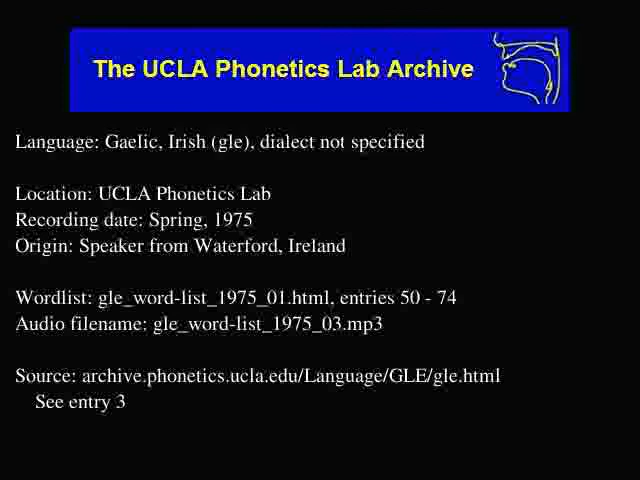 The UCLA Phonetics Lab Archive
Language: Gaelic, Irish (gle), dialect not specified
Location: UCLA Phonetics Lab
Recording date: Spring, 1975
Origin: Speaker from Waterford, Ireland
Wordlist: gle_word-list_1975_01.html, entries 50 - 74
Audio filename: gle_word-list_1975_03.mp3
Source: archive.phonetics.ucla.edu/Language/GLE/gle.html
See entry 3